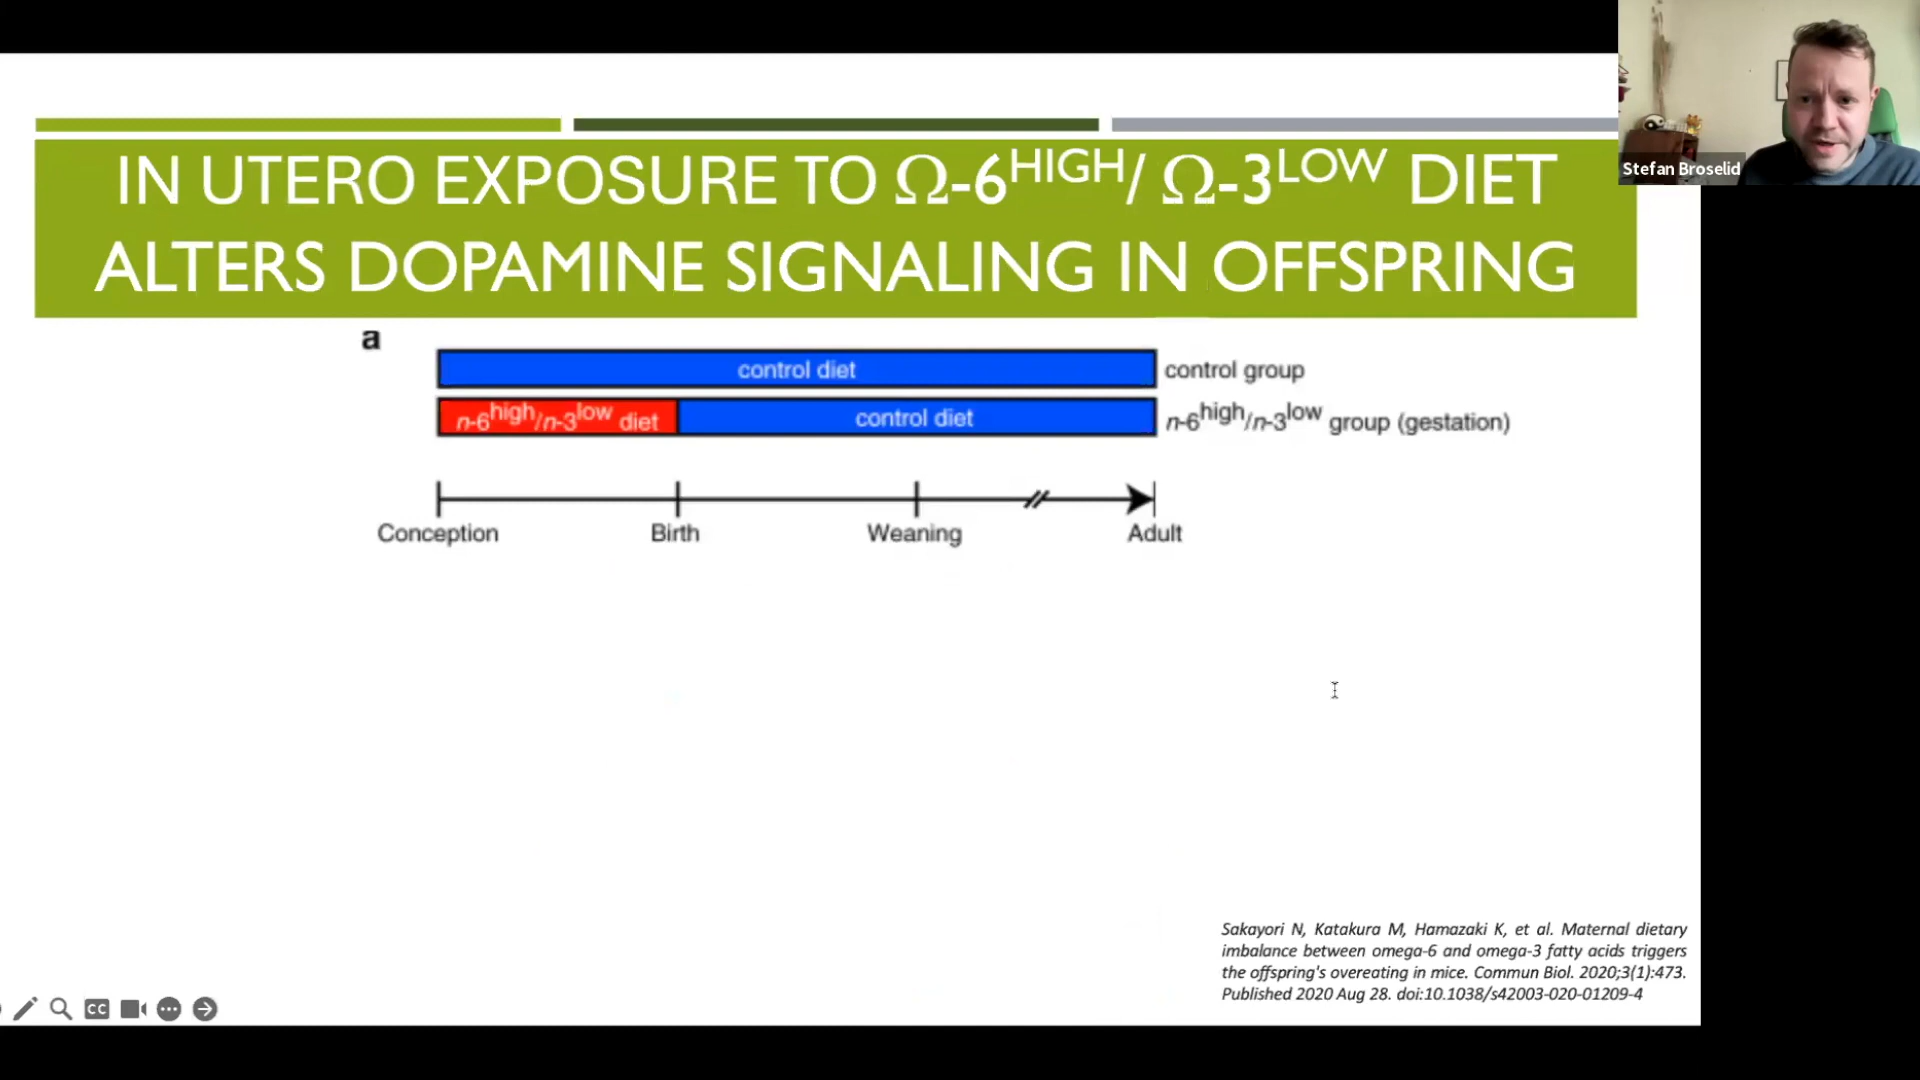 Stefan Broselid
IN UTERO EXPOSURE TO Ω-6HIGH/ Ω-3LOW DIET
ALTERS DOPAMINE SIGNALING IN OFFSPRING
a
control diet
control group
n-6high/n-3low diet
control diet
n-6high/n-3low group (gestation)
Conception
Birth
Weaning
Adult
Sakayori N, Katakura M, Hamazaki K, et al. Maternal dietary
imbalance between omega-6 and omega-3 fatty acids triggers
the offspring's overeating in mice. Commun Biol. 2020;3(1):473.
Published 2020 Aug 28. doi:10.1038/s42003-020-01209-4
CC